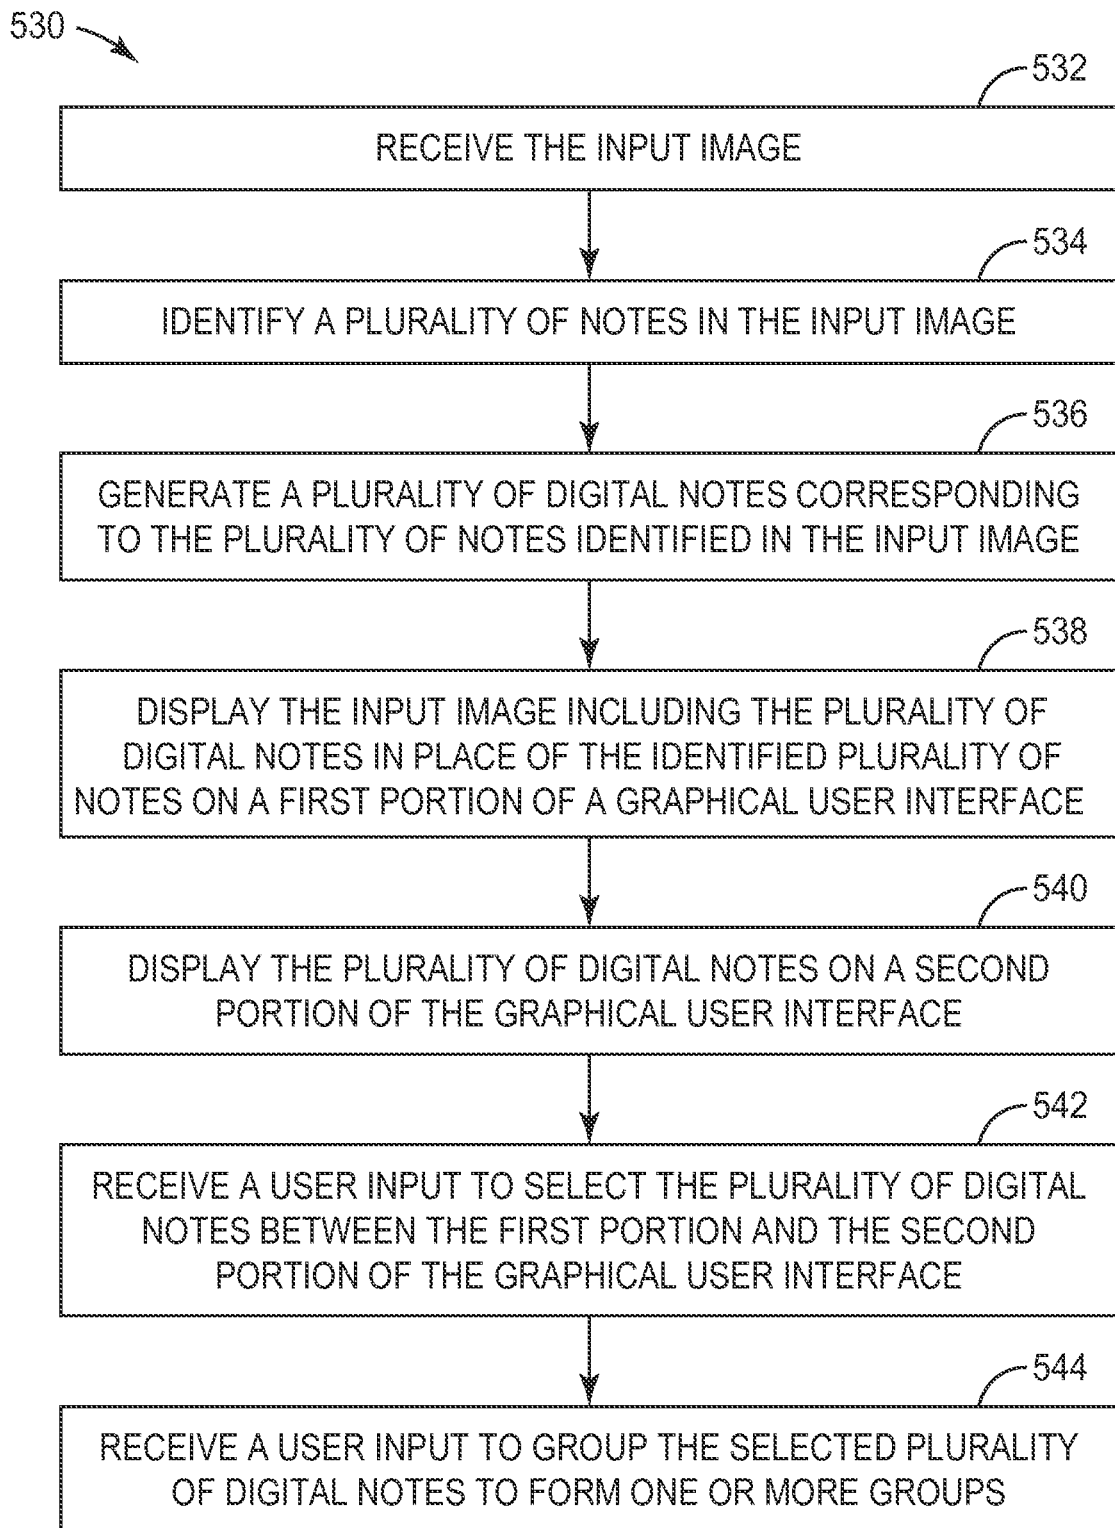 530
532
RECEIVE THE INPUT IMAGE
534
IDENTIFY A PLURALITY OF NOTES IN THE INPUT IMAGE
536
GENERATE A PLURALITY OF DIGITAL NOTES CORRESPONDING
TO THE PLURALITY OF NOTES IDENTIFIED IN THE INPUT IMAGE
538
DISPLAY THE INPUT IMAGE INCLUDING THE PLURALITY OF
DIGITAL NOTES IN PLACE OF THE IDENTIFIED PLURALITY OF
NOTES ON A FIRST PORTION OF A GRAPHICAL USER INTERFACE
540
DISPLAY THE PLURALITY OF DIGITAL NOTES ON A SECOND
PORTION OF THE GRAPHICAL USER INTERFACE
542
RECEIVE A USER INPUT TO SELECT THE PLURALITY OF DIGITAL
NOTES BETWEEN THE FIRST PORTION AND THE SECOND
PORTION OF THE GRAPHICAL USER INTERFACE
544
RECEIVE A USER INPUT TO GROUP THE SELECTED PLURALITY
OF DIGITAL NOTES TO FORM ONE OR MORE GROUPS